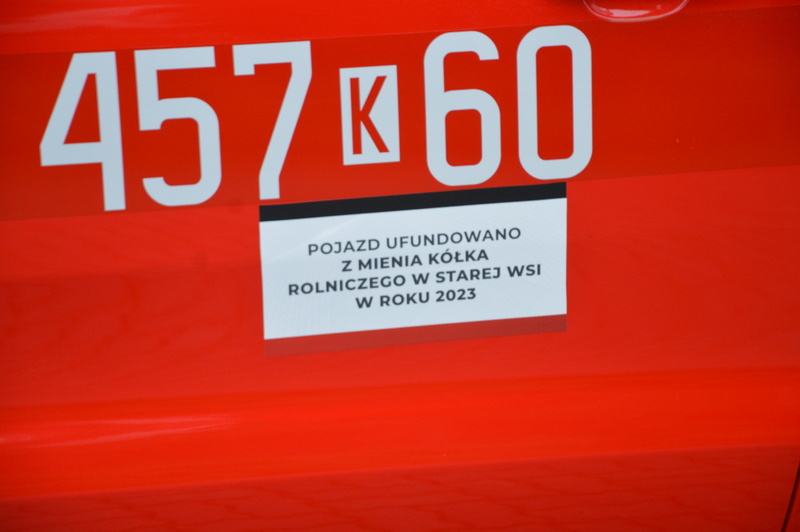 457 K 60
POJAZD UFUNDOWANO
Z MIENIA KÓŁKA
ROLNICZEGO W STAREJ WSI
W ROKU 2023